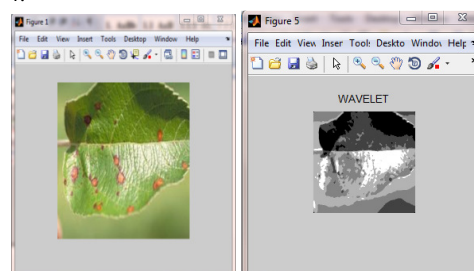 Figure 1
File Edit View Insert Tools Desktop Window Help
Figure 5
File Edit View Inser Tool: Deskto Windov Help
WAVELET